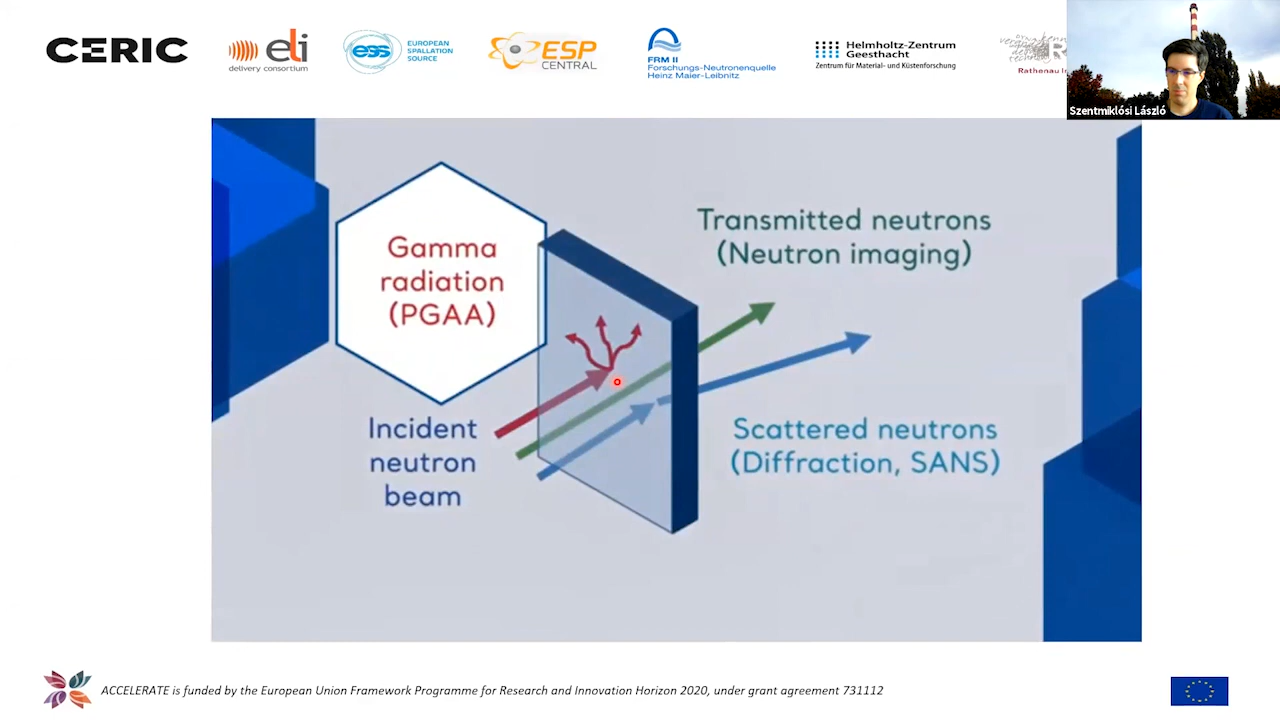 CERIC
eli
delivery consortium
ess
EUROPEAN
SPALLATION
SOURCE
ESP
CENTRAL
FRM II
Forschungs-Neutronenquelle
Heinz Maier-Leibnitz
Helmholtz-Zentrum
Geesthacht
Zentrum für Material- und Küstenforschung
R
Rathenau
Szentmiklósi László
Gamma
radiation
(PGAA)
Transmitted neutrons
(Neutron imaging)
Incident
neutron
beam
Scattered neutrons
(Diffraction, SANS)
ACCELERATE is funded by the European Union Framework Programme for Research and Innovation Horizon 2020, under grant agreement 731112